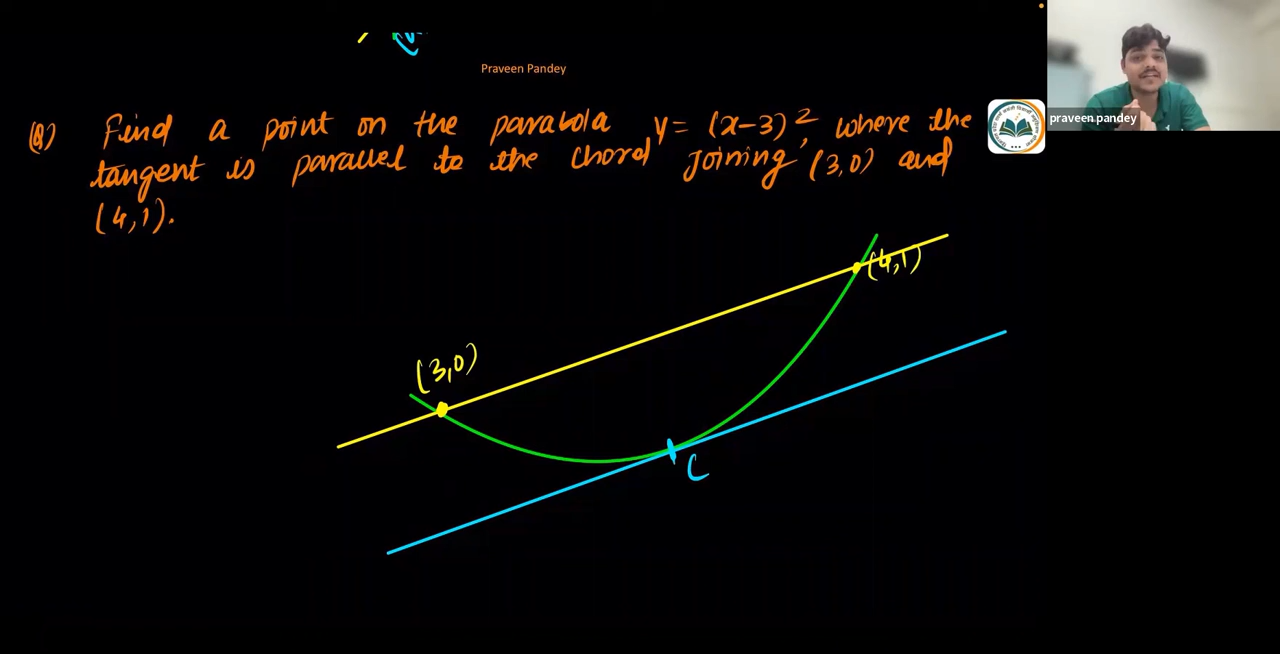 Praveen Pandey
praveen pandey
(Q) Find a point on the parabola y = (x-3)², where the
tangent is parallel to the chord joining (3,0) and
(4,1).
(4,1)
(3,0)
C